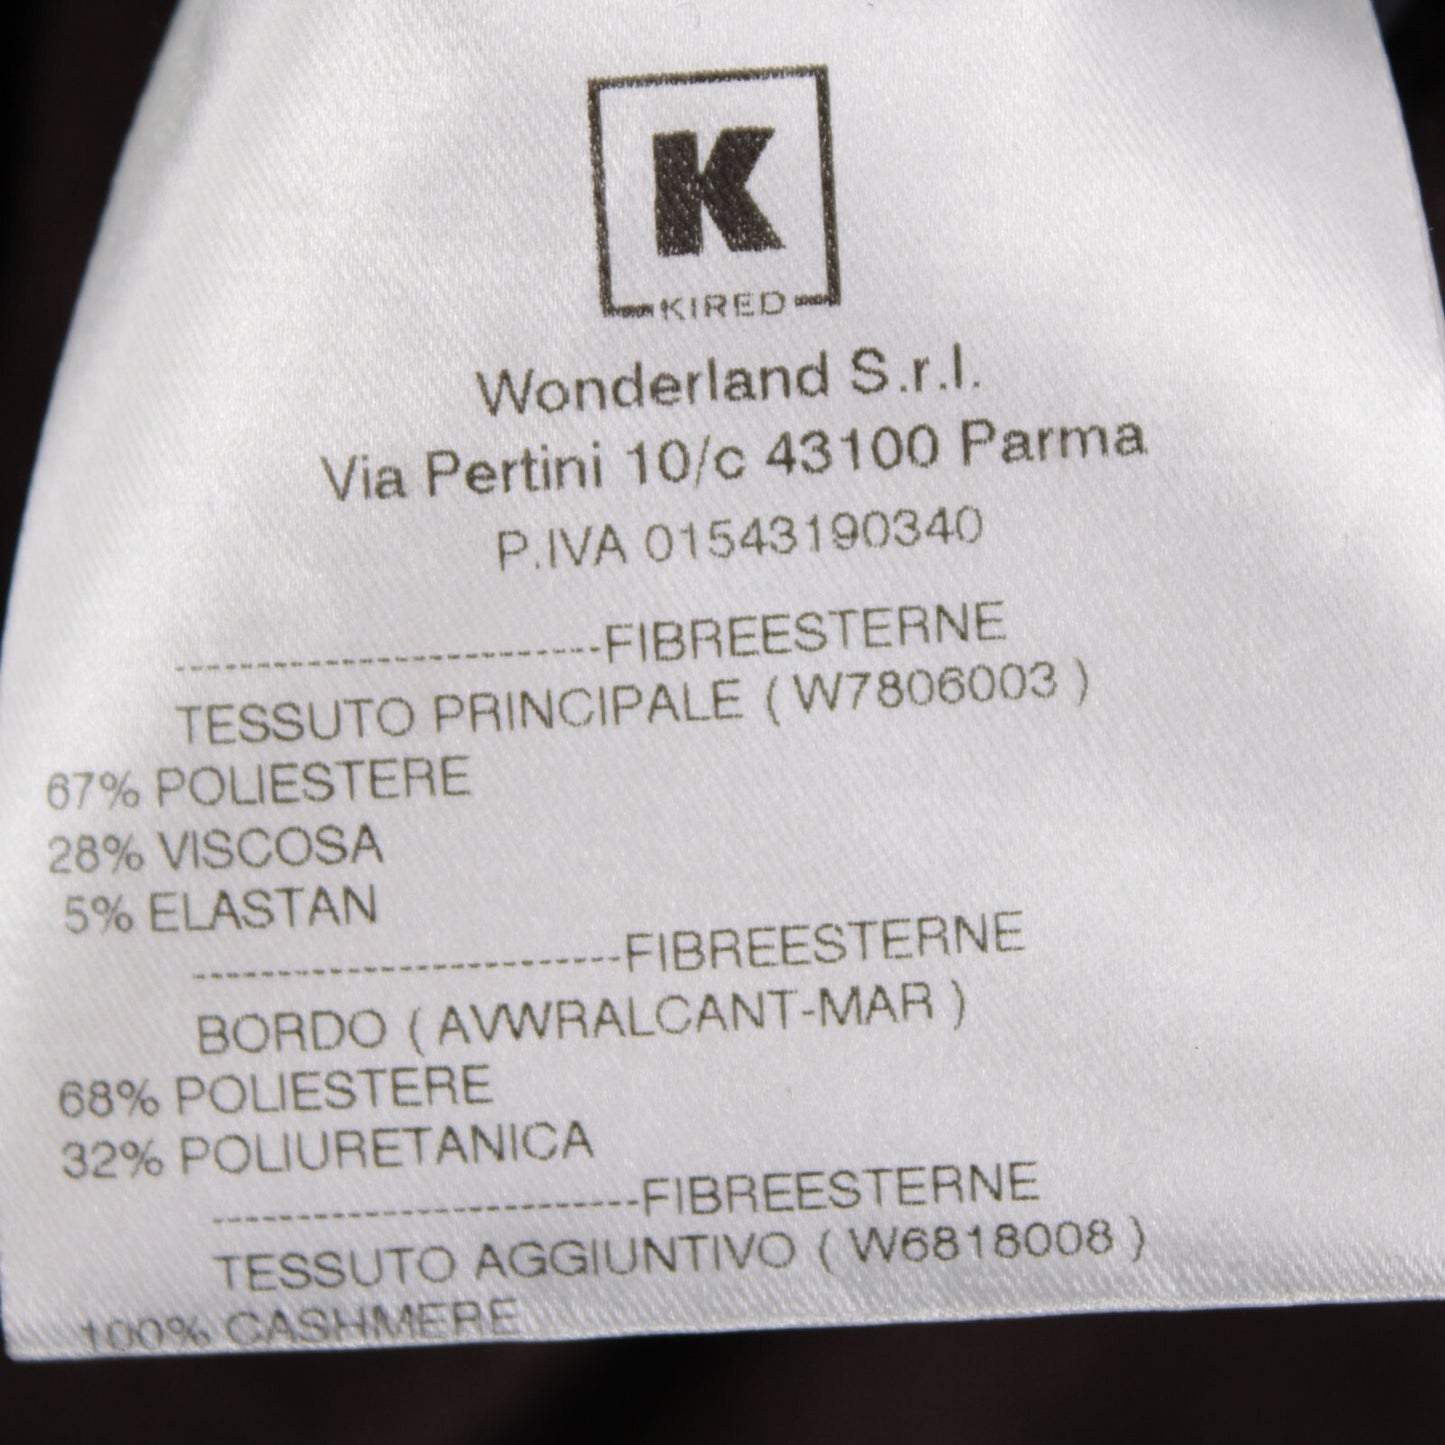 K
KIRED
Wonderland S.r.l.
Via Pertini 10/c 43100 Parma
P.IVA 01543190340
--------------------------FIBREESTERNE
TESSUTO PRINCIPALE ( W7806003 )
67% POLIESTERE
28% VISCOSA
5% ELASTAN
--------------------------FIBREESTERNE
BORDO ( AVWRALCANT-MAR )
68% POLIESTERE
32% POLIURETANICA
--------------------------FIBREESTERNE
TESSUTO AGGIUNTIVO ( W6818008 )
100% CASHMERE